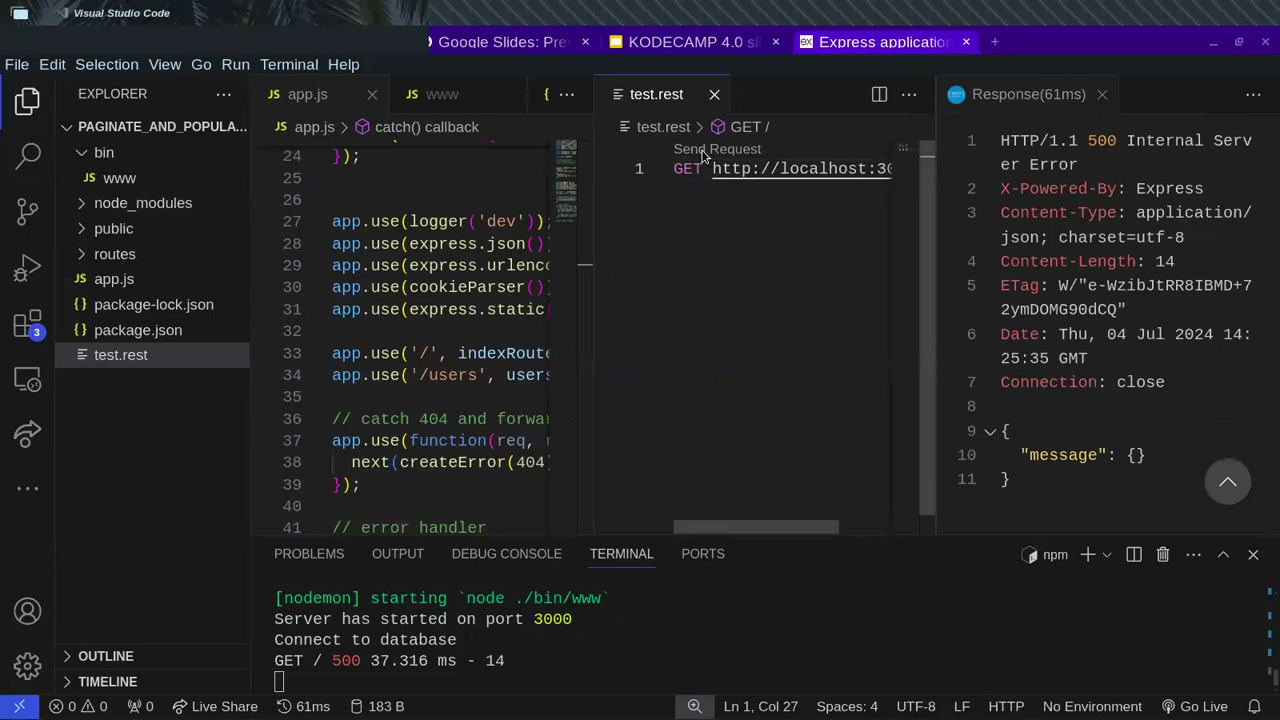 Visual Studio Code
Google Slides: Pre
KODECAMP 4.0 sl
Express application
File Edit Selection View Go Run Terminal Help
EXPLORER
PAGINATE_AND_POPULA...
bin
www
node_modules
public
routes
app.js
package-lock.json
package.json
test.rest
OUTLINE
TIMELINE
3
app.js
www
app.js > catch() callback
24 });
25
26
27 app.use(logger('dev'));
28 app.use(express.json()
29 app.use(express.urlenc
30 app.use(cookieParser()
31 app.use(express.static(
32
33 app.use('/', indexRoute
34 app.use('/users', users
35
36 // catch 404 and forwa
37 app.use(function(req,
38 next(createError(404)
39 });
40
41 // error handler
test.rest
test.rest > GET /
Send Request
1 GET http://localhost:30
Response(61ms)
1 HTTP/1.1 500 Internal Serv
er Error
2 X-Powered-By: Express
3 Content-Type: application/
json; charset=utf-8
4 Content-Length: 14
5 ETag: W/"e-WzibJtRR8IBMD+7
2ymDOMG90dCQ"
6 Date: Thu, 04 Jul 2024 14:
25:35 GMT
7 Connection: close
8
9 {
10 "message": {}
11 }
PROBLEMS OUTPUT DEBUG CONSOLE TERMINAL PORTS
npm
[nodemon] starting `node ./bin/www`
Server has started on port 3000
Connect to database
GET / 500 37.316 ms - 14
0 0 0 Live Share 61ms 183 B Ln 1, Col 27 Spaces: 4 UTF-8 LF HTTP No Environment Go Live